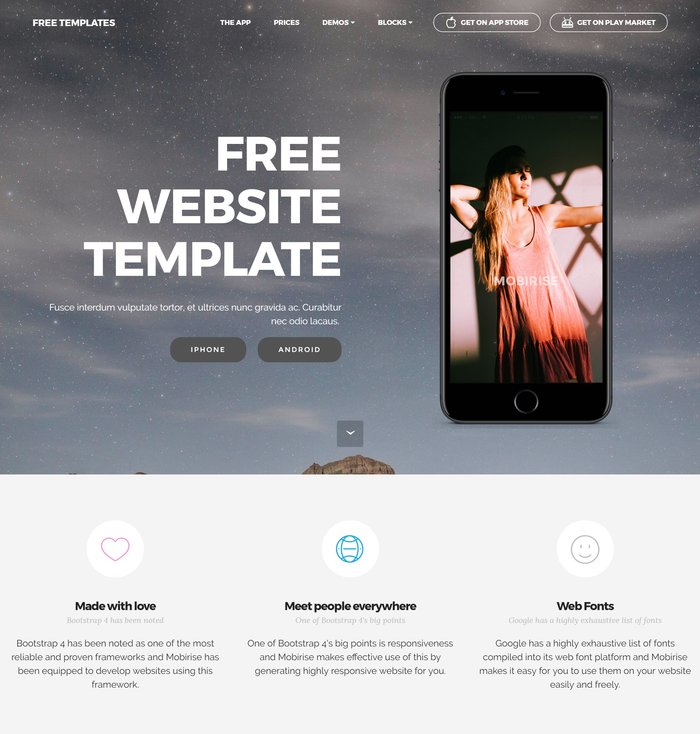 FREE TEMPLATES
THE APP
PRICES
DEMOS
BLOCKS
GET ON APP STORE
GET ON PLAY MARKET
FREE
WEBSITE
TEMPLATE
Fusce interdum vulputate tortor, et ultrices nunc gravida ac. Curabitur
nec odio lacaus.
IPHONE
ANDROID
MOBIRISE
Made with love
Bootstrap 4 has been noted
Bootstrap 4 has been noted as one of the most
reliable and proven frameworks and Mobirise has
been equipped to develop websites using this
framework.
Meet people everywhere
One of Bootstrap 4's big points
One of Bootstrap 4's big points is responsiveness
and Mobirise makes effective use of this by
generating highly responsive website for you.
Web Fonts
Google has a highly exhaustive list of fonts
Google has a highly exhaustive list of fonts
compiled into its web font platform and Mobirise
makes it easy for you to use them on your website
easily and freely.